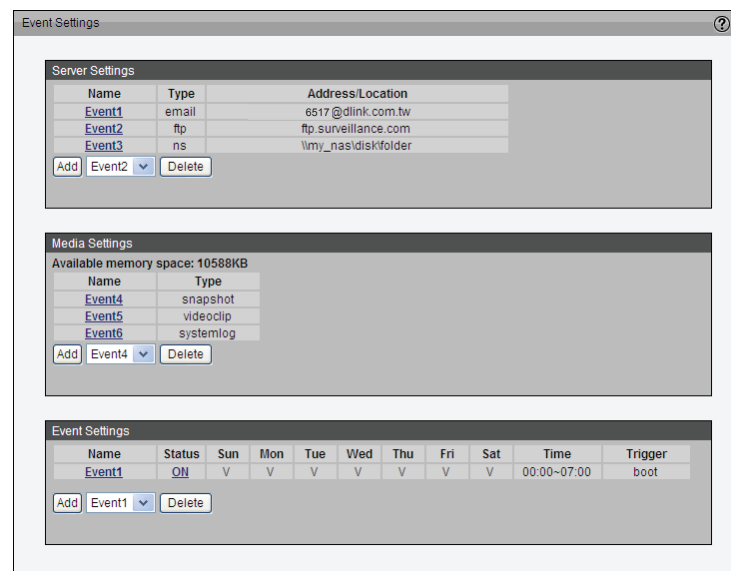 Event Settings ?
Server Settings
Name Type Address/Location
Event1 email 6517@dlink.com.tw
Event2 ftp ftp.surveillance.com
Event3 ns \\my_nas\disk\folder
Add Event2 Delete
Media Settings
Available memory space: 10588KB
Name Type
Event4 snapshot
Event5 videoclip
Event6 systemlog
Add Event4 Delete
Event Settings
Name Status Sun Mon Tue Wed Thu Fri Sat Time Trigger
Event1 ON V V V V V V V 00:00~07:00 boot
Add Event1 Delete